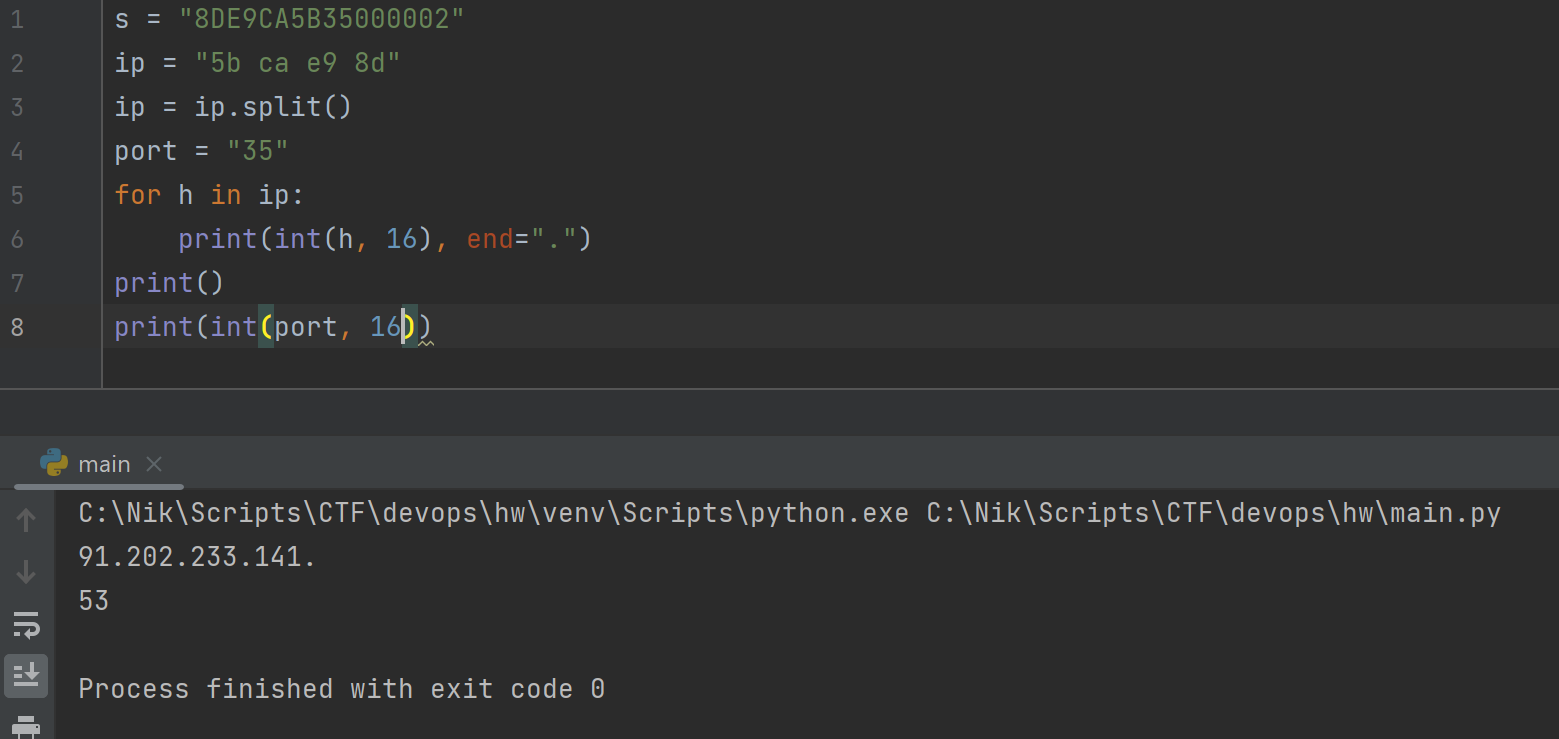 1 s = "8DE9CA5B35000002"
2 ip = "5b ca e9 8d"
3 ip = ip.split()
4 port = "35"
5 for h in ip:
6     print(int(h, 16), end=".")
7 print()
8 print(int(port, 16))
main
C:\Nik\Scripts\CTF\devops\hw\venv\Scripts\python.exe C:\Nik\Scripts\CTF\devops\hw\main.py
91.202.233.141.
53
Process finished with exit code 0